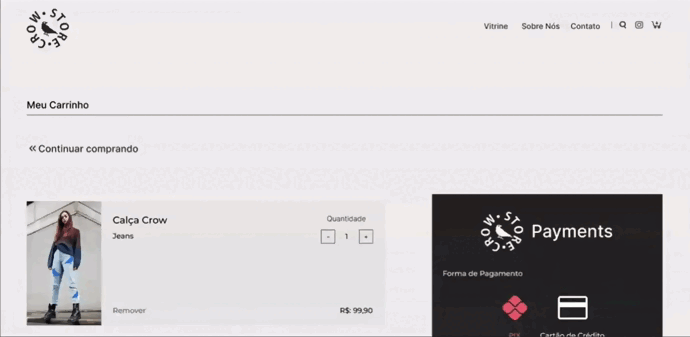 CROW•STORE•
Vitrine Sobre Nós Contato |
Meu Carrinho
« Continuar comprando
Calça Crow
Quantidade
Jeans
- 1 +
Remover
R$: 99,90
CROW•STORE•
Payments
Forma de Pagamento
PIX
Cartão de Crédito